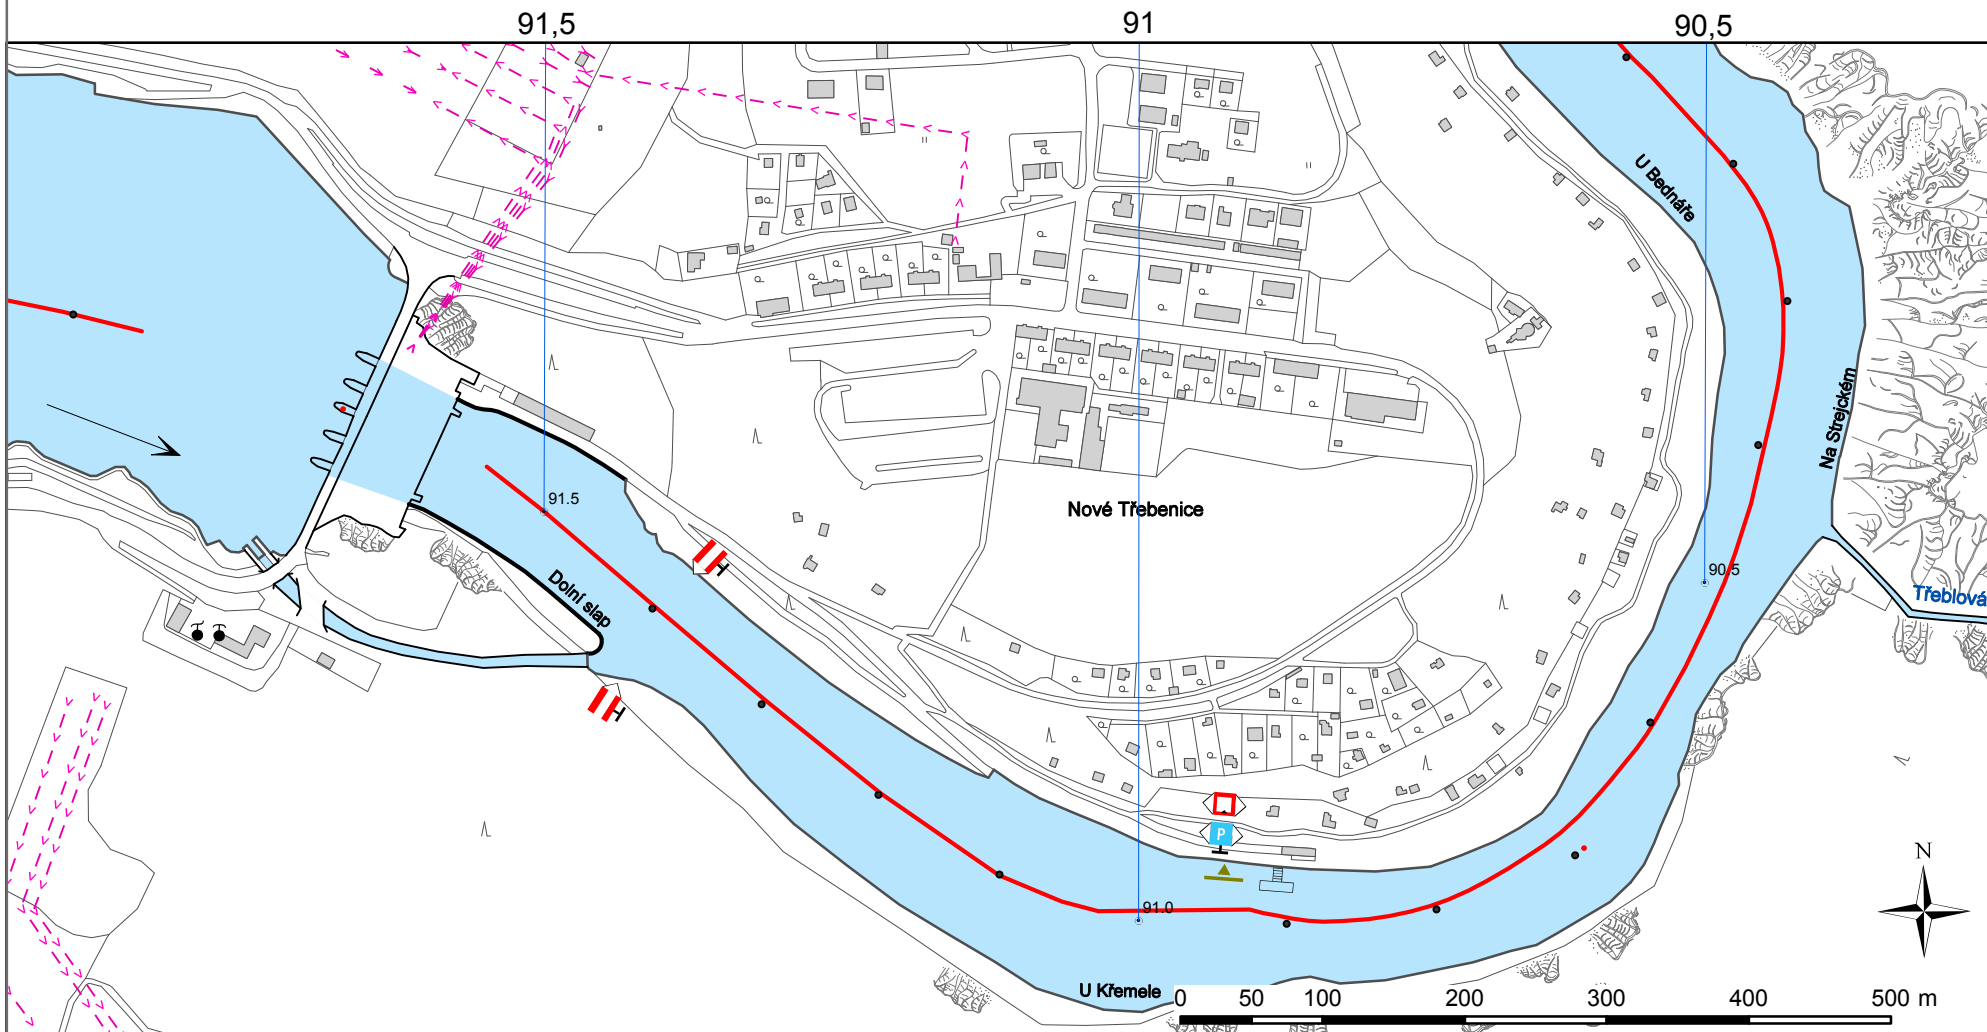 91,5
91
90,5
U Bednáře
Na Strejckém
91.5
Nové Třebenice
90.5
Dolní slap
Třeblová
P
N
91.0
U Křemele
0 50 100 200 300 400 500 m